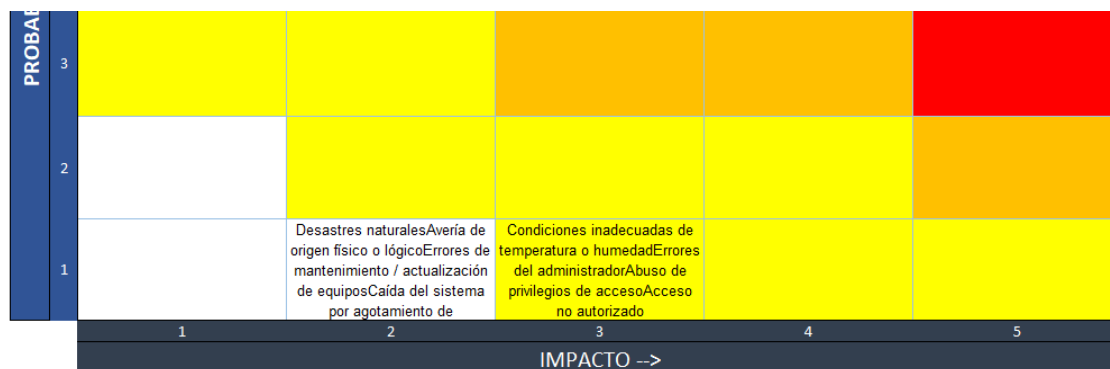 PROBAB
3
2
1
Desastres naturalesAvería de
origen físico o lógicoErrores de
mantenimiento / actualización
de equiposCaída del sistema
por agotamiento de
Condiciones inadecuadas de
temperatura o humedadErrores
del administradorAbuso de
privilegios de accesoAcceso
no autorizado
1
2
3
4
5
IMPACTO -->